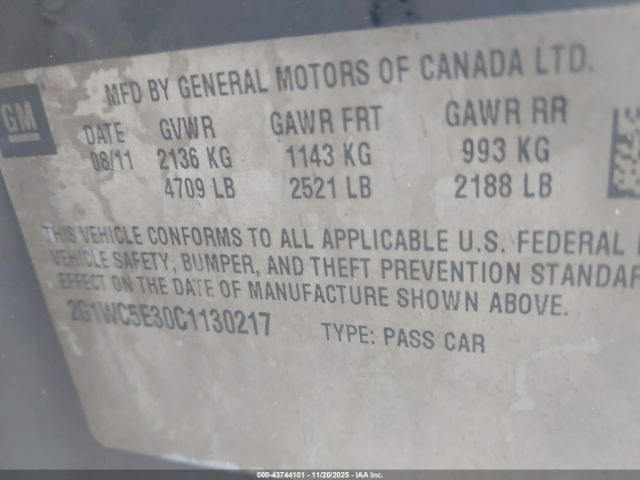 MFD BY GENERAL MOTORS OF CANADA LTD.
GM
DATE GVWR GAWR FRT GAWR RR
08/11 2136 KG 1143 KG 993 KG
4709 LB 2521 LB 2188 LB
THIS VEHICLE CONFORMS TO ALL APPLICABLE U.S. FEDERAL
VEHICLE SAFETY, BUMPER, AND THEFT PREVENTION STANDAR
EFFECT ON THE DATE OF MANUFACTURE SHOWN ABOVE.
2G1WC5E30C1130217 TYPE: PASS CAR
000-43744101 - 11/20/2025 - IAA Inc.